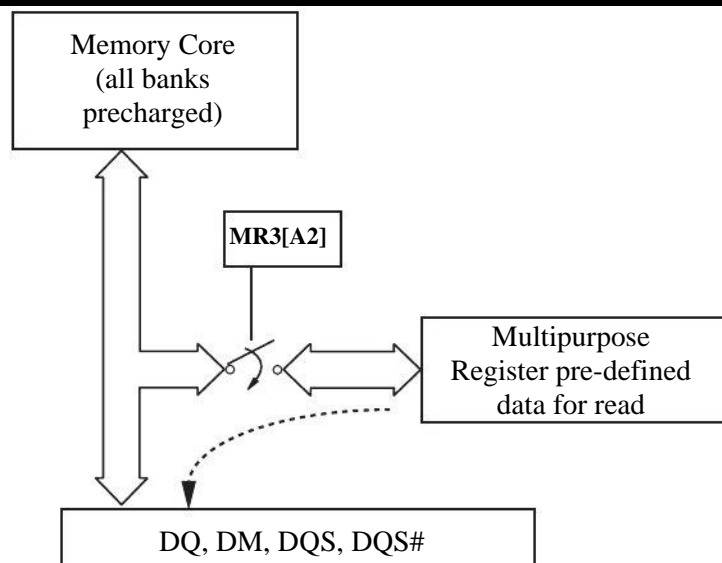 Memory Core
(all banks
precharged)
MR3[A2]
Multipurpose
Register pre-defined
data for read
DQ, DM, DQS, DQS#